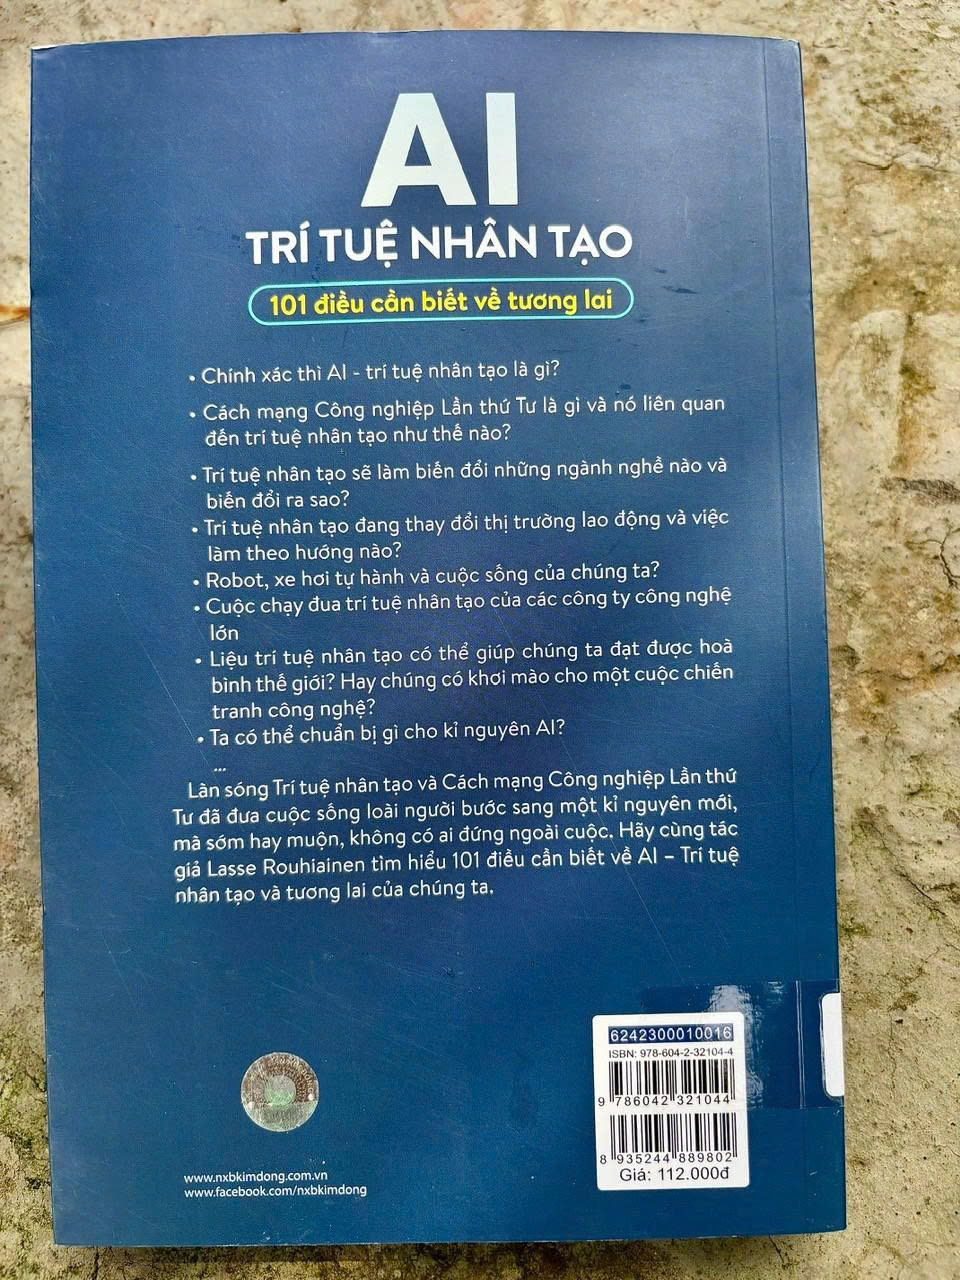 AI
TRÍ TUỆ NHÂN TẠO
101 điều cần biết về tương lai
• Chính xác thì AI - trí tuệ nhân tạo là gì?
• Cách mạng Công nghiệp Lần thứ Tư là gì và nó liên quan
đến trí tuệ nhân tạo như thế nào?
• Trí tuệ nhân tạo sẽ làm biến đổi những ngành nghề nào và
biến đổi ra sao?
• Trí tuệ nhân tạo đang thay đổi thị trường lao động và việc
làm theo hướng nào?
• Robot, xe hơi tự hành và cuộc sống của chúng ta?
• Cuộc chạy đua trí tuệ nhân tạo của các công ty công nghệ
lớn
• Liệu trí tuệ nhân tạo có thể giúp chúng ta đạt được hoà
bình thế giới? Hay chúng có khơi mào cho một cuộc chiến
tranh công nghệ?
• Ta có thể chuẩn bị gì cho kỉ nguyên AI?
...
Làn sóng Trí tuệ nhân tạo và Cách mạng Công nghiệp Lần thứ
Tư đã đưa cuộc sống loài người bước sang một kỉ nguyên mới,
mà sớm hay muộn, không có ai đứng ngoài cuộc. Hãy cùng tác
giả Lasse Rouhiainen tìm hiểu 101 điều cần biết về AI – Trí tuệ
nhân tạo và tương lai của chúng ta.
6242300010016
ISBN: 978-604-2-32104-4
9 786042 321044
8 935244 889802
Giá: 112.000đ
www.nxbkimdong.com.vn
www.facebook.com/nxbkimdong